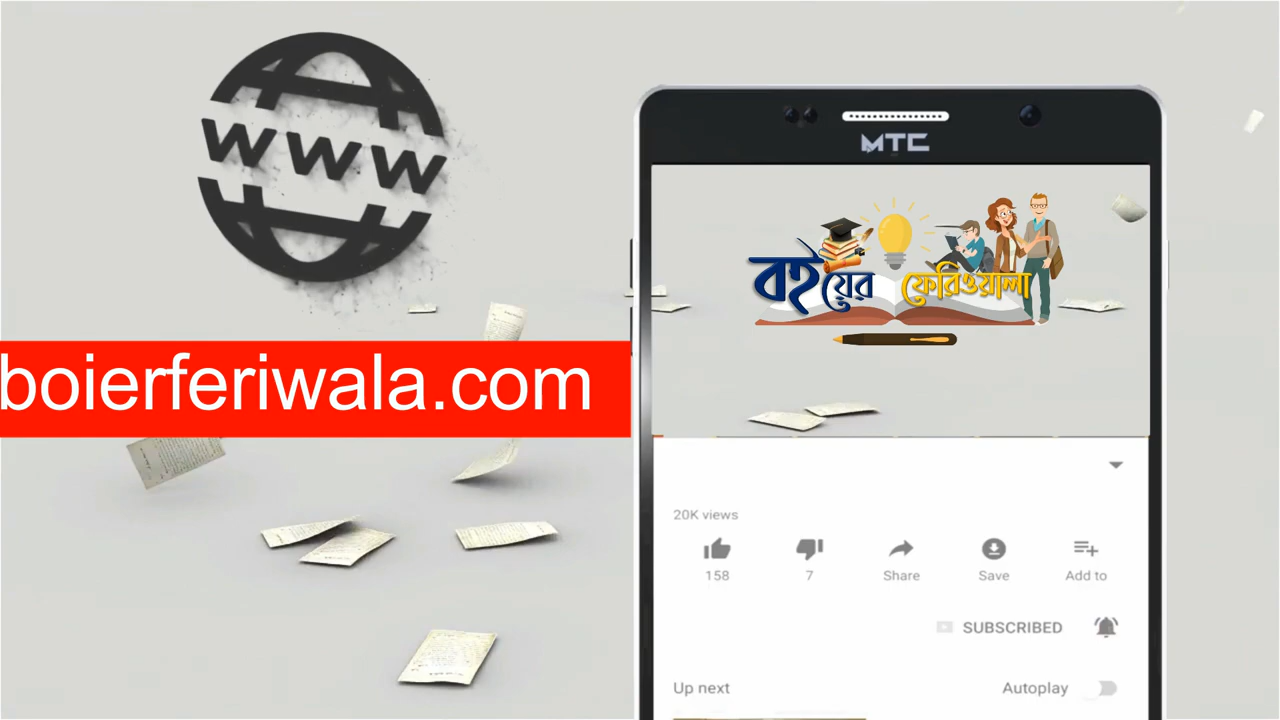 www
boierferiwala.com
MTC
বইয়ের ফেরিওয়ালা
20K views
158
7
Share
Save
Add to
SUBSCRIBED
Up next
Autoplay